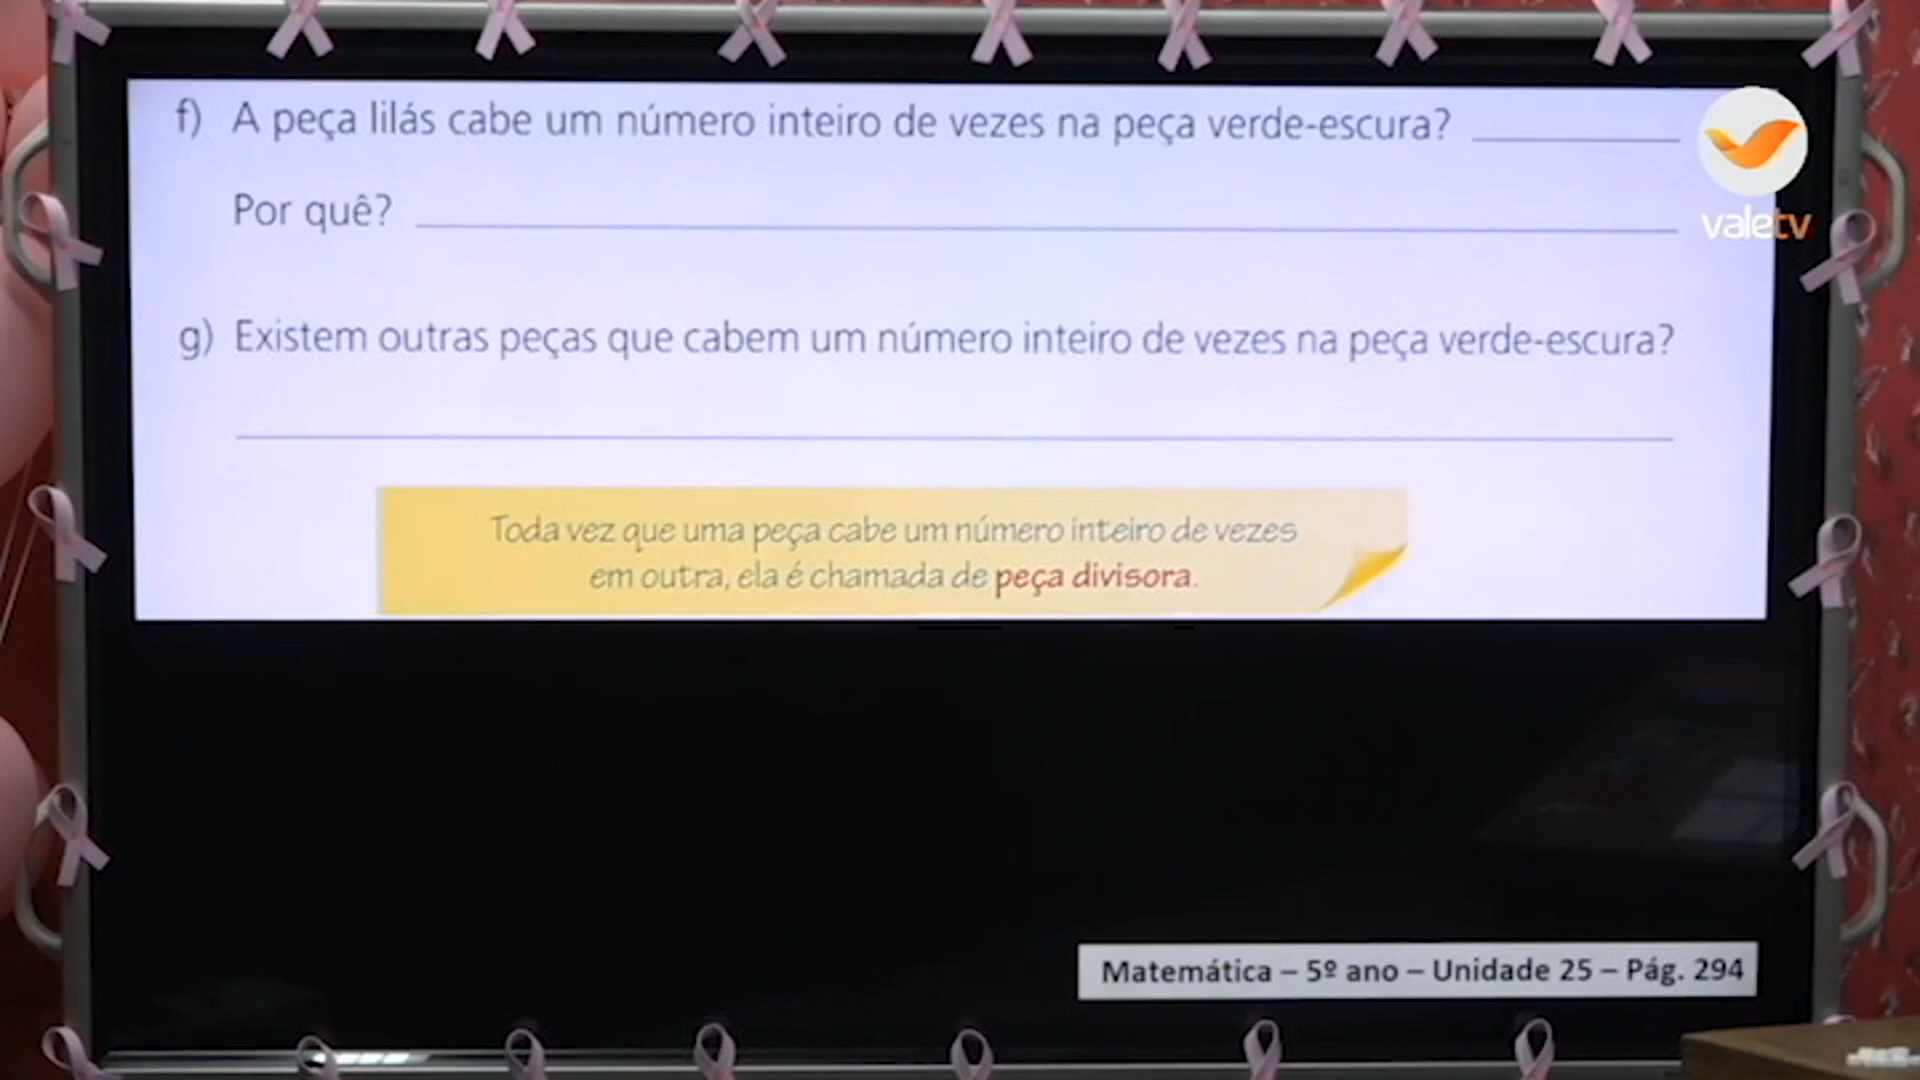 f) A peça lilás cabe um número inteiro de vezes na peça verde-escura?
Por quê?
g) Existem outras peças que cabem um número inteiro de vezes na peça verde-escura?
Toda vez que uma peça cabe um número inteiro de vezes
em outra, ela é chamada de peça divisora.
valetv
Matemática – 5º ano – Unidade 25 – Pág. 294